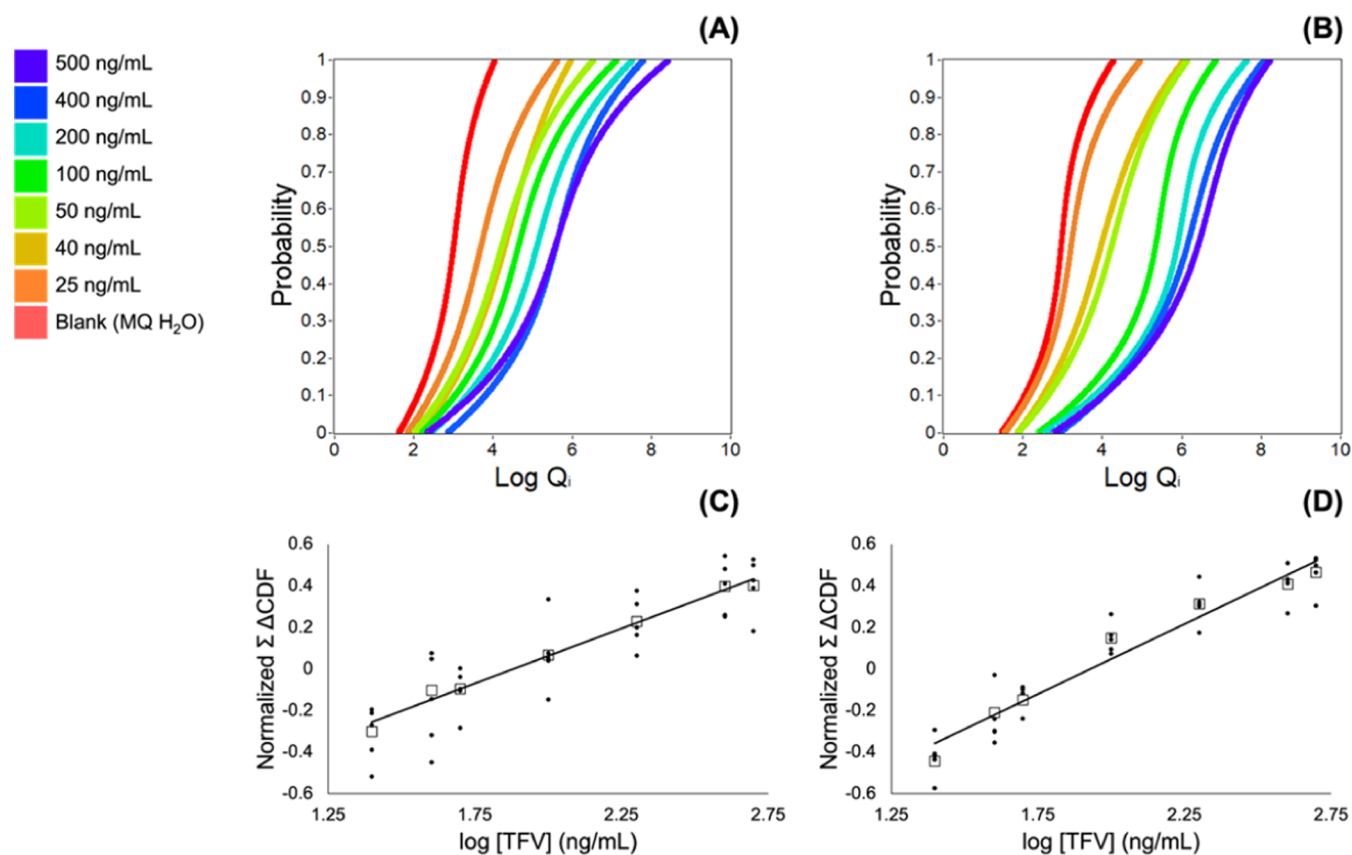 (A)
(B)
500 ng/mL
400 ng/mL
200 ng/mL
100 ng/mL
50 ng/mL
40 ng/mL
25 ng/mL
Blank (MQ H₂O)
Probability
1
0.9
0.8
0.7
0.6
0.5
0.4
0.3
0.2
0.1
0
0 2 4 6 8 10
Log Qᵢ
Probability
1
0.9
0.8
0.7
0.6
0.5
0.4
0.3
0.2
0.1
0
0 2 4 6 8 10
Log Qᵢ
(C)
(D)
Normalized Σ ΔCDF
0.6
0.4
0.2
0
-0.2
-0.4
-0.6
1.25 1.75 2.25 2.75
log [TFV] (ng/mL)
Normalized Σ ΔCDF
0.6
0.4
0.2
0
-0.2
-0.4
-0.6
1.25 1.75 2.25 2.75
log [TFV] (ng/mL)